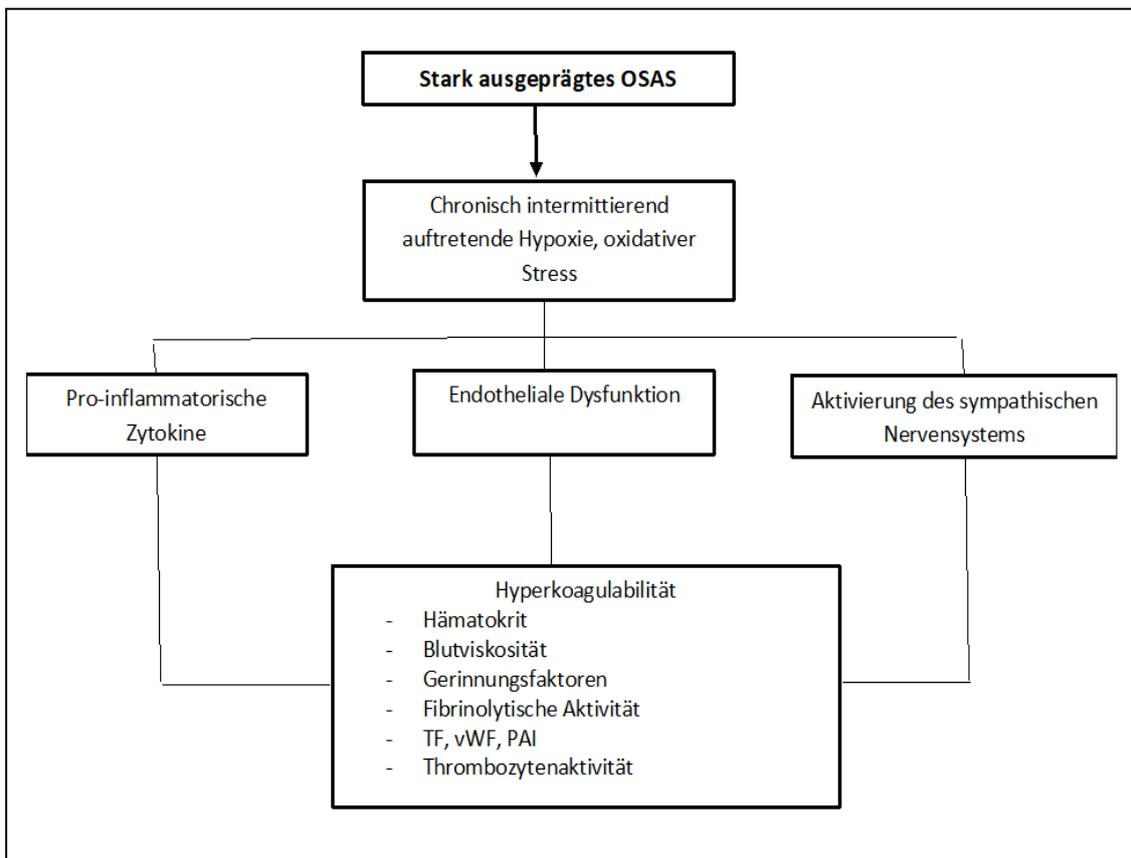 Stark ausgeprägtes OSAS
Chronisch intermittierend
auftretende Hypoxie, oxidativer
Stress
Pro-inflammatorische
Zytokine
Endotheliale Dysfunktion
Aktivierung des sympathischen
Nervensystems
Hyperkoagulabilität
- Hämatokrit
- Blutviskosität
- Gerinnungsfaktoren
- Fibrinolytische Aktivität
- TF, vWF, PAI
- Thrombozytenaktivität